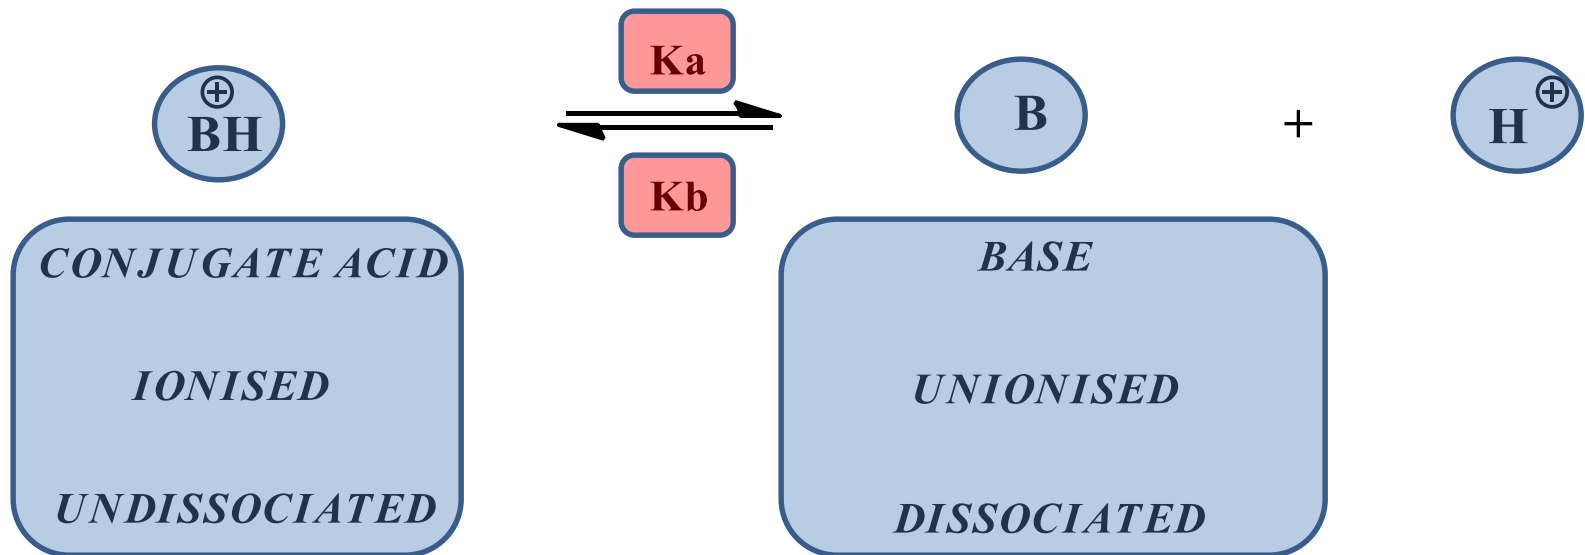 Ka
⊕
BH
B
+
H⊕
Kb
CONJUGATE ACID
IONISED
UNDISSOCIATED
BASE
UNIONISED
DISSOCIATED